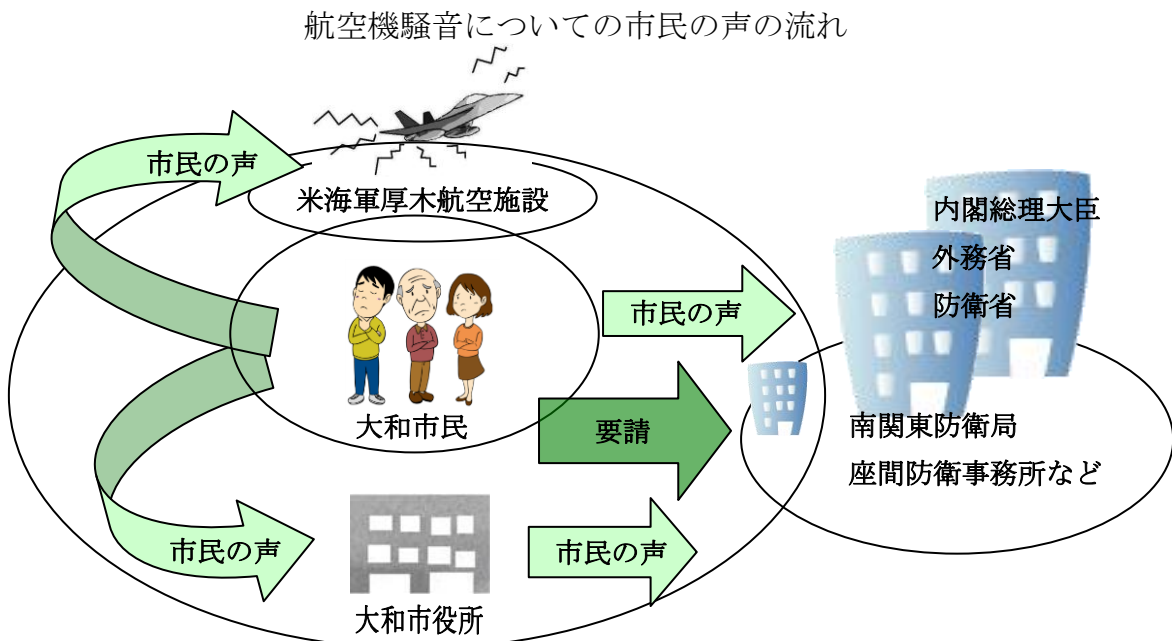 航空機騒音についての市民の声の流れ
市民の声
米海軍厚木航空施設
内閣総理大臣
外務省
防衛省
市民の声
大和市民
要請
南関東防衛局
座間防衛事務所など
市民の声
市民の声
大和市役所